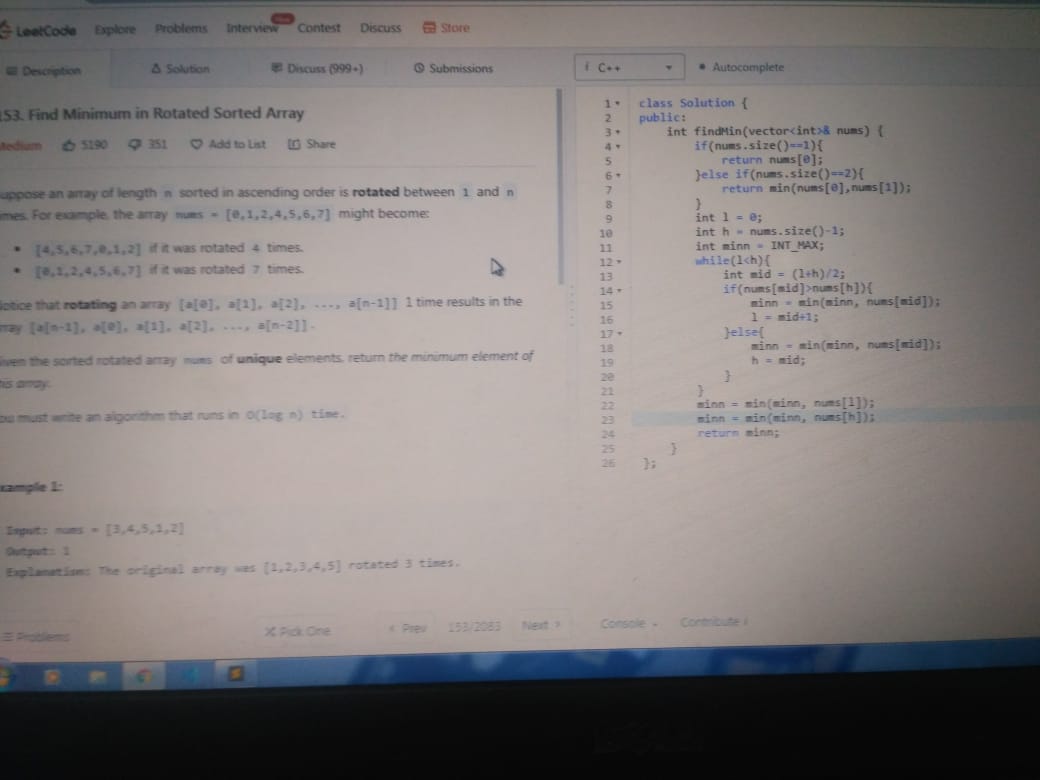 LeetCode Explore Problems Interview New Contest Discuss Store
Description Solution Discuss (999+) Submissions
53. Find Minimum in Rotated Sorted Array
Medium 5190 351 Add to List Share
uppose an array of length n sorted in ascending order is rotated between 1 and n
mes. For example, the array nums = [0,1,2,4,5,6,7] might become:
• [4,5,6,7,0,1,2] if it was rotated 4 times.
• [0,1,2,4,5,6,7] if it was rotated 7 times.
otice that rotating an array [a[0], a[1], a[2], ..., a[n-1]] 1 time results in the
rray [a[n-1], a[0], a[1], a[2], ..., a[n-2]].
iven the sorted rotated array nums of unique elements, return the minimum element of
his array.
ou must write an algorithm that runs in O(log n) time.
xample 1:
Input: nums = [3,4,5,1,2]
Output: 1
Explanation: The original array was [1,2,3,4,5] rotated 3 times.
Problems Pick One Prev 153/2083 Next
i C++ Autocomplete
1 class Solution {
2 public:
3 int findMin(vector<int>& nums) {
4 if(nums.size()==1){
5 return nums[0];
6 }else if(nums.size()==2){
7 return min(nums[0],nums[1]);
8 }
9 int l = 0;
10 int h = nums.size()-1;
11 int minn = INT_MAX;
12 while(l<h){
13 int mid = (l+h)/2;
14 if(nums[mid]>nums[h]){
15 minn = min(minn, nums[mid]);
16 l = mid+1;
17 }else{
18 minn = min(minn, nums[mid]);
19 h = mid;
20 }
21 }
22 minn = min(minn, nums[l]);
23 minn = min(minn, nums[h]);
24 return minn;
25 }
26 };
Console Contribute i